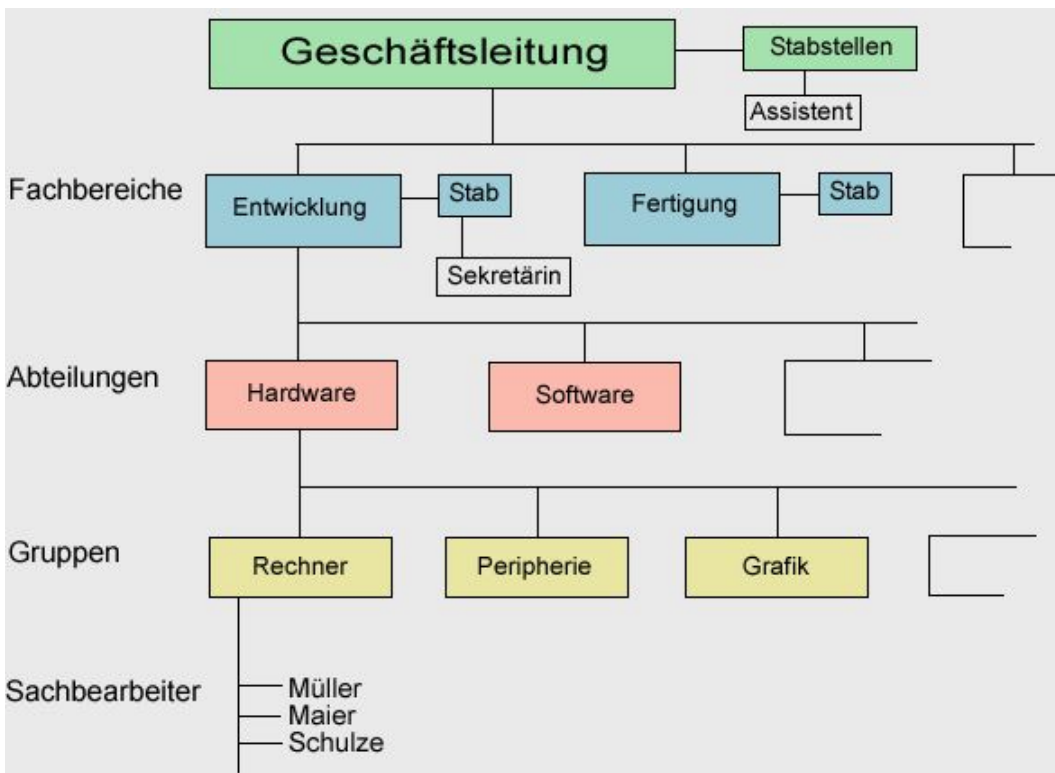 Geschäftsleitung
Stabstellen
Assistent
Fachbereiche
Entwicklung
Stab
Fertigung
Stab
Sekretärin
Abteilungen
Hardware
Software
Gruppen
Rechner
Peripherie
Grafik
Sachbearbeiter
Müller
Maier
Schulze